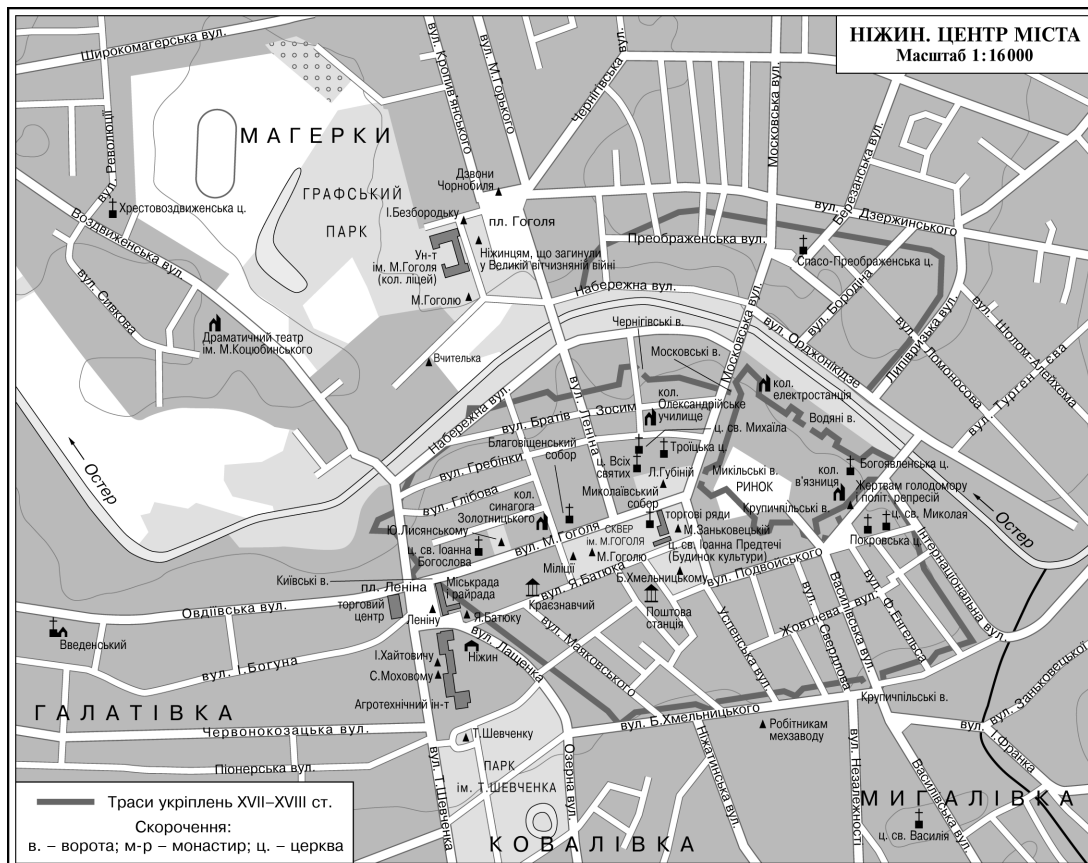 НІЖИН. ЦЕНТР МІСТА
Масштаб 1:16000
Широкомагерська вул.
вул. Кропив'янського
вул. М.Горького
Чернігівська вул.
Московська вул.
Березанська вул.
вул. Дзержинського
МАГЕРКИ
вул. Революції
Хрестовоздвиженська ц.
Воздвиженська вул.
вул. Сивкова
ГРАФСЬКИЙ
ПАРК
Дзвони
Чорнобиля
І.Безбородьку
пл. Гоголя
Ун-т
ім. М.Гоголя
(кол. ліцей)
Ніжинцям, що загинули
у Великій вітчизняній війні
М.Гоголю
Преображенська вул.
Спасо-Преображенська ц.
Набережна вул.
вул. Бородіна
вул. Орджонікідзе
Липіврізька вул.
вул. Шолом-Алейхема
вул. Ломоносова
вул. Тургенєва
Драматичний театр
ім. М.Коцюбинського
Вчителька
Чернігівські в.
Московські в.
Московська вул.
кол.
електростанція
Водяні в.
Набережна вул.
вул. Братів Зосим
вул. Леніна
кол.
Олександрійське
училище
ц. св. Михаїла
Троїцька ц.
Благовіщенський
собор
вул. Гребінки
ц. Всіх
святих
Л.Губіній
Микільські в.
РИНОК
Богоявленська ц.
кол.
в'язниця
Жертвам голодомору
і політ. репресій
Остер
Остер
вул. Глібова
кол.
синагога
Золотницького
Миколаївський
собор
торгові ряди
Крупичпільські в.
ц. св. Миколая
Покровська ц.
Ю.Лисянському
ц. св. Іоанна
Богослова
вул. М.Гоголя
СКВЕР
ім. М.ГОГОЛЯ
М.Заньковецькій
ц. св. Іоанна Предтечі
(Будинок культури)
М.Гоголю
Міліції
вул. Я.Батюка
Б.Хмельницькому
вул. Подвойського
Інтернаціональна вул.
Київські в.
пл. Леніна
Міськрада
і райрада
Краєзнавчий
Поштова
станція
Овдіївська вул.
торговий
центр
Леніну
Я.Батюку
Введенський
вул. І.Богуна
вул. Лащенка
вул. Маяковського
Успенська вул.
Жовтнева вул.
вул. Свердлова
Василівська вул.
вул. Ф.Енгельса
І.Хайтовичу
Ніжин
С.Моховому
Агротехнічний ін-т
ГАЛАТІВКА
Червонокозацька вул.
Т.Шевченку
вул. Б.Хмельницького
Крупичпільські в.
Робітникам
мехзаводу
вул. Заньковецької
вул. І.Франка
Піонерська вул.
вул. Т.Шевченка
ПАРК
ім. Т.ШЕВЧЕНКА
Озерна вул.
Ніжатинська вул.
вул. Незалежності
Василівська вул.
МИГАЛІВКА
ц. св. Василія
КОВАЛІВКА
Траси укріплень XVII–XVIII ст.
Скорочення:
в. – ворота; м-р – монастир; ц. – церква